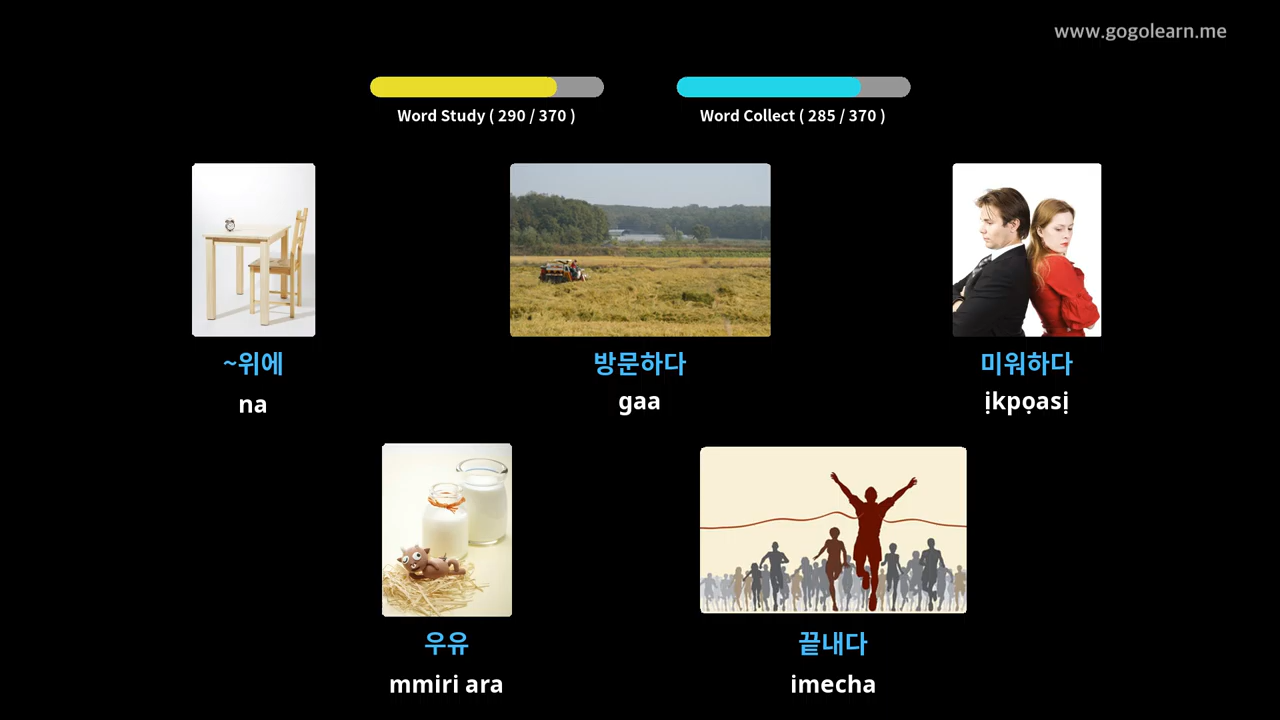 www.gogolearn.me
Word Study ( 290 / 370 )
Word Collect ( 285 / 370 )
~위에
na
방문하다
gaa
미워하다
ịkpọasị
우유
mmiri ara
끝내다
imecha